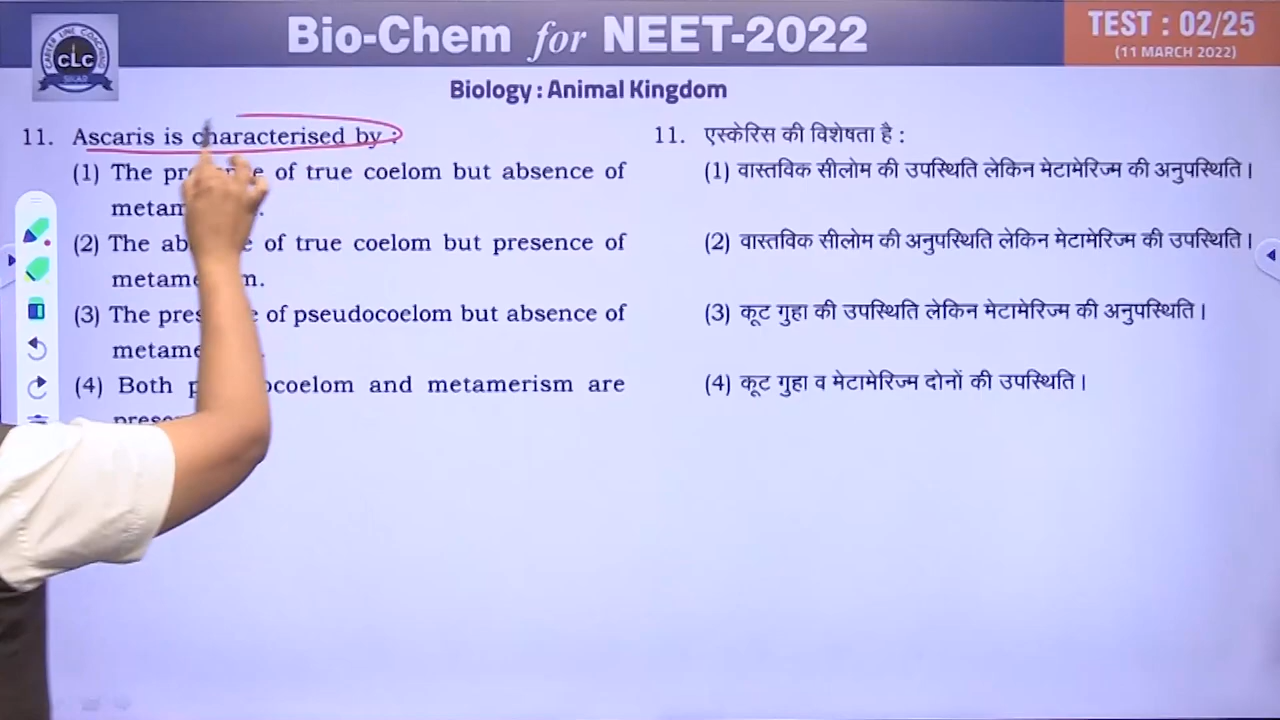 Bio-Chem for NEET-2022
TEST : 02/25
(11 MARCH 2022)
CLC
SIKAR
Biology : Animal Kingdom
11. Ascaris is characterised by :
(1) The of true coelom but absence of
(2) The of true coelom but presence of
(3) The of pseudocoelom but absence of
(4) Both and metamerism are
11. एस्केरिस की विशेषता है :
(1) वास्तविक सीलोम की उपस्थिति लेकिन मेटामेरिज्म की अनुपस्थिति।
(2) वास्तविक सीलोम की अनुपस्थिति लेकिन मेटामेरिज्म की उपस्थिति।
(3) कूट गुहा की उपस्थिति लेकिन मेटामेरिज्म की अनुपस्थिति।
(4) कूट गुहा व मेटामेरिज्म दोनों की उपस्थिति।